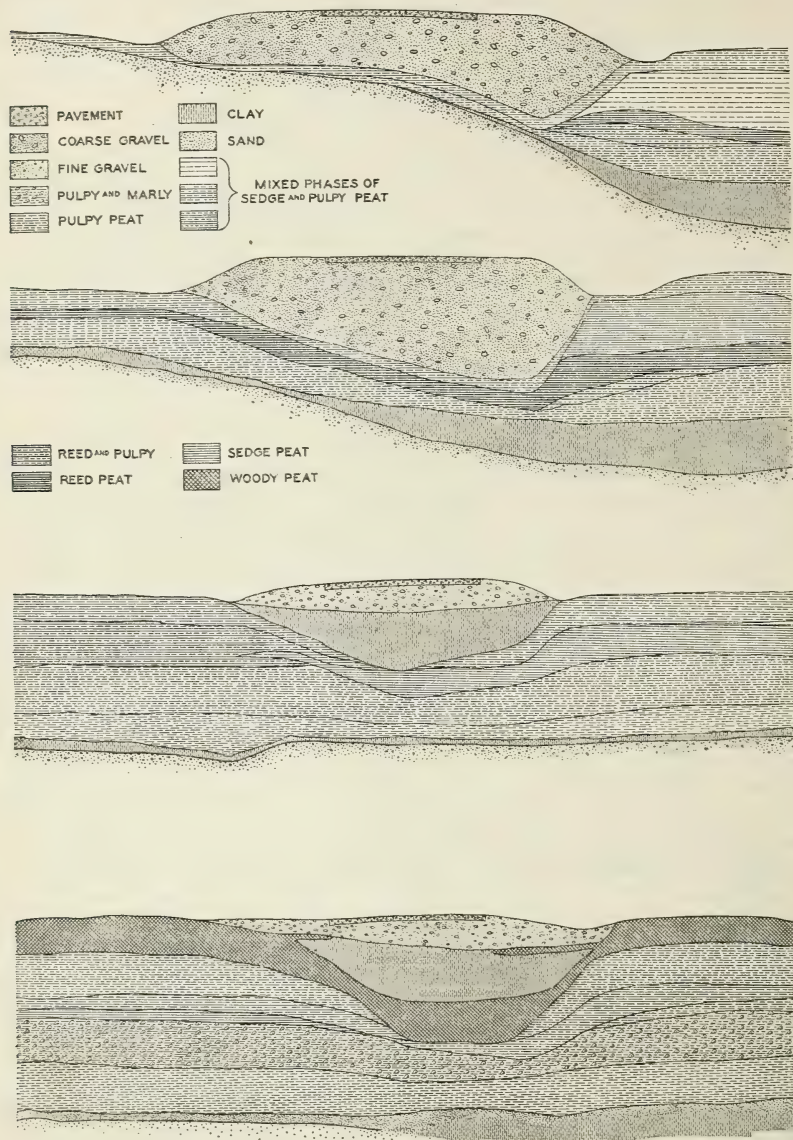 PAVEMENT
COARSE GRAVEL
FINE GRAVEL
PULPY AND MARLY
PULPY PEAT
CLAY
SAND
MIXED PHASES OF
SEDGE AND PULPY PEAT
REED AND PULPY
REED PEAT
SEDGE PEAT
WOODY PEAT